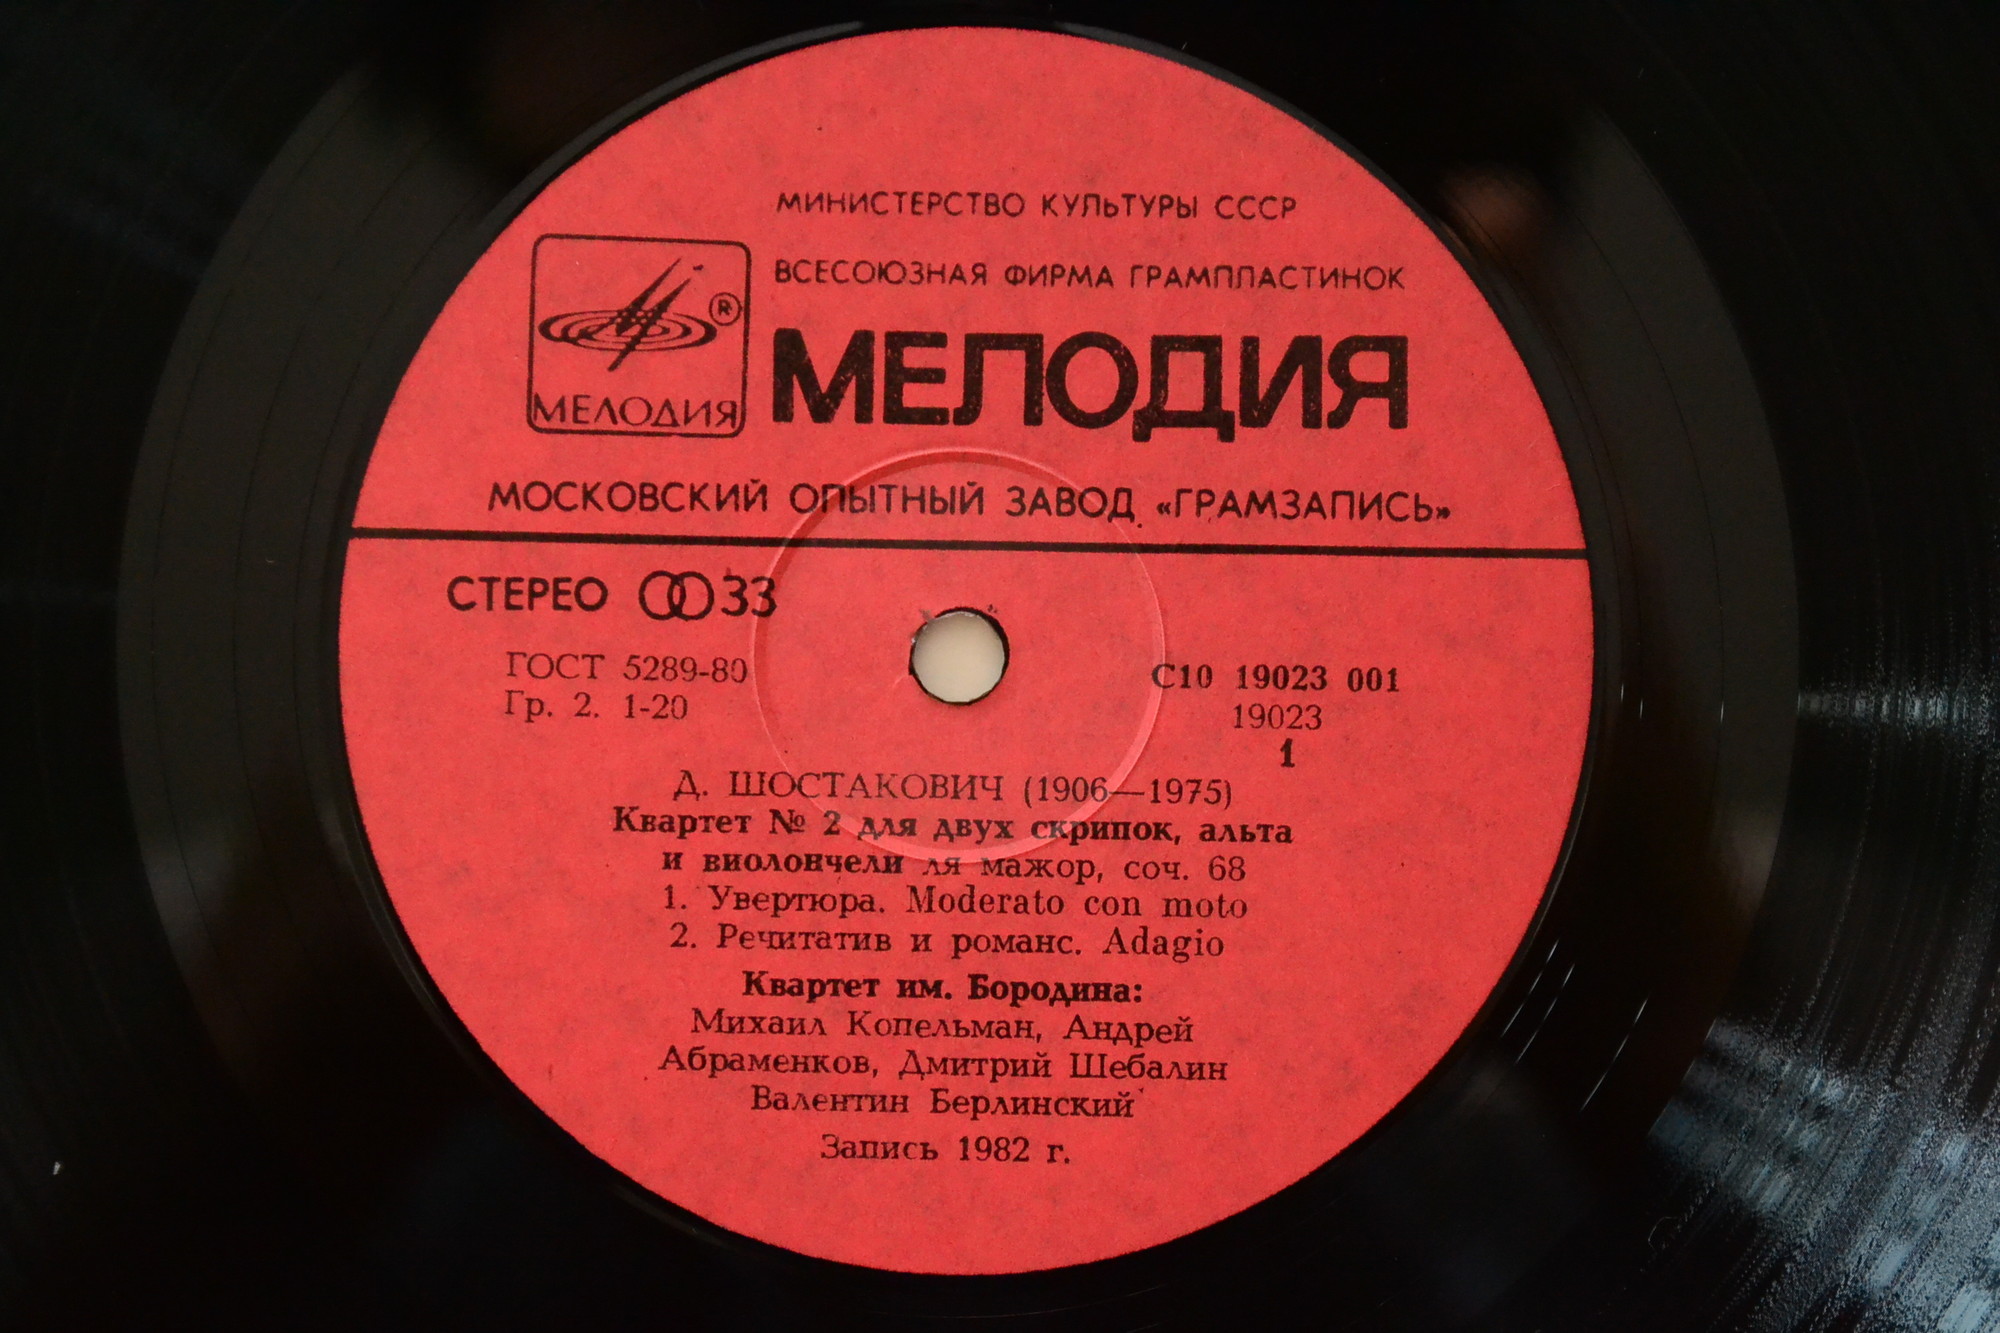 МИНИСТЕРСТВО КУЛЬТУРЫ СССР
ВСЕСОЮЗНАЯ ФИРМА ГРАМПЛАСТИНОК
®
МЕЛОДИЯ
МЕЛОДИЯ
МОСКОВСКИЙ ОПЫТНЫЙ ЗАВОД «ГРАМЗАПИСЬ»
СТЕРЕО 33
ГОСТ 5289-80
Гр. 2. 1-20
С10 19023 001
19023
1
Д. ШОСТАКОВИЧ (1906—1975)
Квартет № 2 для двух скрипок, альта
и виолончели ля мажор, соч. 68
1. Увертюра. Moderato con moto
2. Речитатив и романс. Adagio
Квартет им. Бородина:
Михаил Копельман, Андрей
Абраменков, Дмитрий Шебалин
Валентин Берлинский
Запись 1982 г.